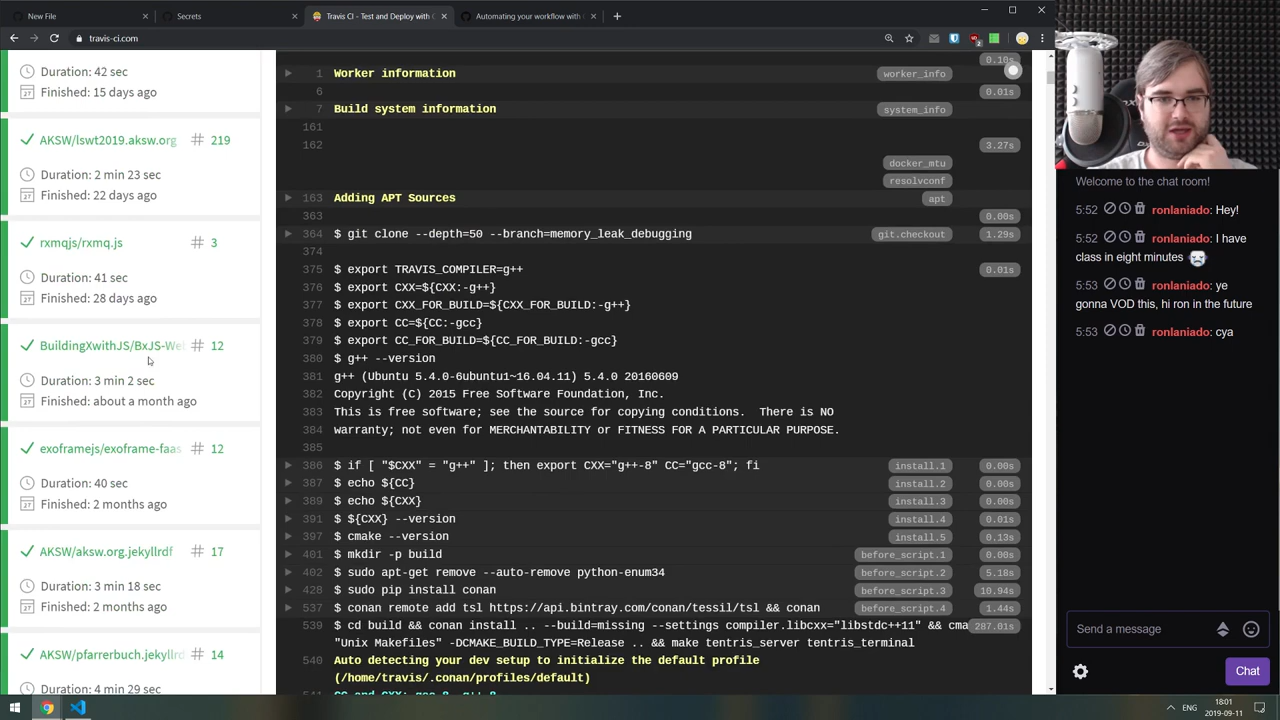 New File
Secrets
Travis CI - Test and Deploy with C
Automating your workflow with
travis-ci.com
Duration: 42 sec
Finished: 15 days ago
AKSW/lswt2019.aksw.org # 219
Duration: 2 min 23 sec
Finished: 22 days ago
rxmqjs/rxmq.js # 3
Duration: 41 sec
Finished: 28 days ago
BuildingXwithJS/BxJS-We # 12
Duration: 3 min 2 sec
Finished: about a month ago
exoframejs/exoframe-faas # 12
Duration: 40 sec
Finished: 2 months ago
AKSW/aksw.org.jekyllrdf # 17
Duration: 3 min 18 sec
Finished: 2 months ago
AKSW/pfarrerbuch.jekyllrd # 14
Duration: 4 min 29 sec
0.10s
1 Worker information worker_info
6 0.01s
7 Build system information system_info
161
162 3.27s
docker_mtu
resolvconf
163 Adding APT Sources apt
363 0.00s
364 $ git clone --depth=50 --branch=memory_leak_debugging git.checkout 1.29s
374
375 $ export TRAVIS_COMPILER=g++ 0.01s
376 $ export CXX=${CXX:-g++}
377 $ export CXX_FOR_BUILD=${CXX_FOR_BUILD:-g++}
378 $ export CC=${CC:-gcc}
379 $ export CC_FOR_BUILD=${CC_FOR_BUILD:-gcc}
380 $ g++ --version
381 g++ (Ubuntu 5.4.0-6ubuntu1~16.04.11) 5.4.0 20160609
382 Copyright (C) 2015 Free Software Foundation, Inc.
383 This is free software; see the source for copying conditions.  There is NO
384 warranty; not even for MERCHANTABILITY or FITNESS FOR A PARTICULAR PURPOSE.
385
386 $ if [ "$CXX" = "g++" ]; then export CXX="g++-8" CC="gcc-8"; fi install.1 0.00s
387 $ echo ${CC} install.2 0.00s
389 $ echo ${CXX} install.3 0.00s
391 $ ${CXX} --version install.4 0.01s
397 $ cmake --version install.5 0.13s
401 $ mkdir -p build before_script.1 0.00s
402 $ sudo apt-get remove --auto-remove python-enum34 before_script.2 5.18s
428 $ sudo pip install conan before_script.3 10.94s
537 $ conan remote add tsl https://api.bintray.com/conan/tessil/tsl && conan before_script.4 1.44s
539 $ cd build && conan install .. --build=missing --settings compiler.libcxx="libstdc++11" && cma 287.01s
"Unix Makefiles" -DCMAKE_BUILD_TYPE=Release .. && make tentris_server tentris_terminal
540 Auto detecting your dev setup to initialize the default profile
(/home/travis/.conan/profiles/default)
541 CC and CXX: gcc-8, g++-8
Welcome to the chat room!
5:52 ronlaniado: Hey!
5:52 ronlaniado: I have
class in eight minutes
5:53 ronlaniado: ye
gonna VOD this, hi ron in the future
5:53 ronlaniado: cya
Send a message
Chat
ENG
18:01
2019-09-11